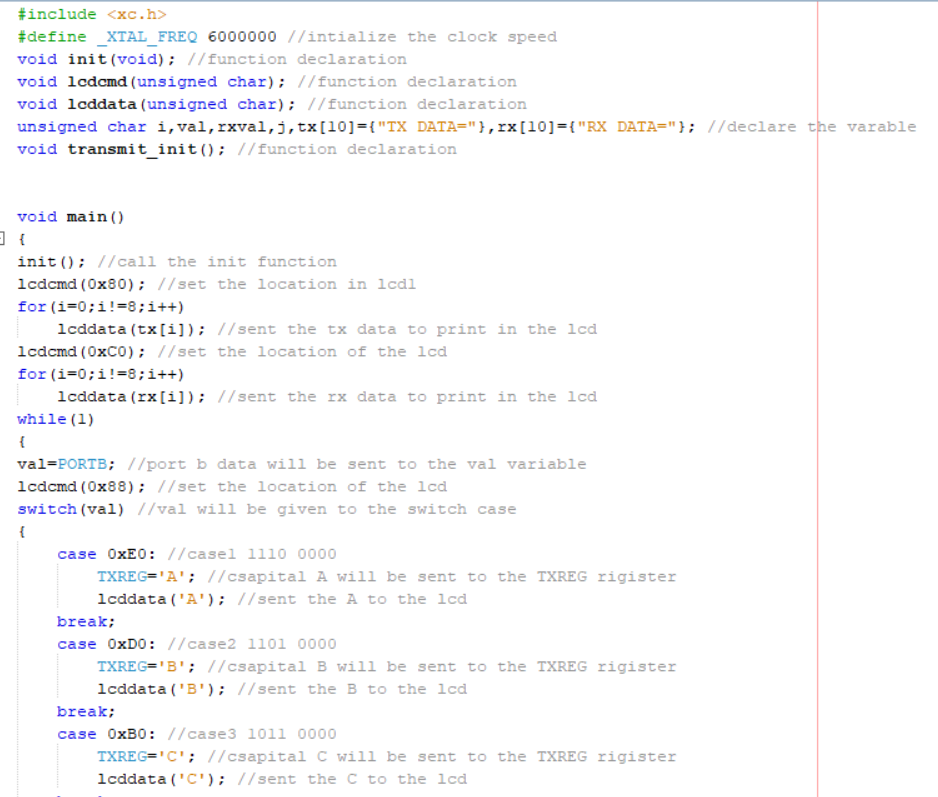 #include <xc.h>
#define _XTAL_FREQ 6000000 //intialize the clock speed
void init(void); //function declaration
void lcdcmd(unsigned char); //function declaration
void lcddata(unsigned char); //function declaration
unsigned char i,val,rxval,j,tx[10]={"TX DATA="},rx[10]={"RX DATA="}; //declare the varable
void transmit_init(); //function declaration
void main()
{
init(); //call the init function
lcdcmd(0x80); //set the location in lcdl
for(i=0;i!=8;i++)
lcddata(tx[i]); //sent the tx data to print in the lcd
lcdcmd(0xC0); //set the location of the lcd
for(i=0;i!=8;i++)
lcddata(rx[i]); //sent the rx data to print in the lcd
while(1)
{
val=PORTB; //port b data will be sent to the val variable
lcdcmd(0x88); //set the location of the lcd
switch(val) //val will be given to the switch case
{
case 0xE0: //case1 1110 0000
TXREG='A'; //csapital A will be sent to the TXREG rigister
lcddata('A'); //sent the A to the lcd
break;
case 0xD0: //case2 1101 0000
TXREG='B'; //csapital B will be sent to the TXREG rigister
lcddata('B'); //sent the B to the lcd
break;
case 0xB0: //case3 1011 0000
TXREG='C'; //csapital C will be sent to the TXREG rigister
lcddata('C'); //sent the C to the lcd